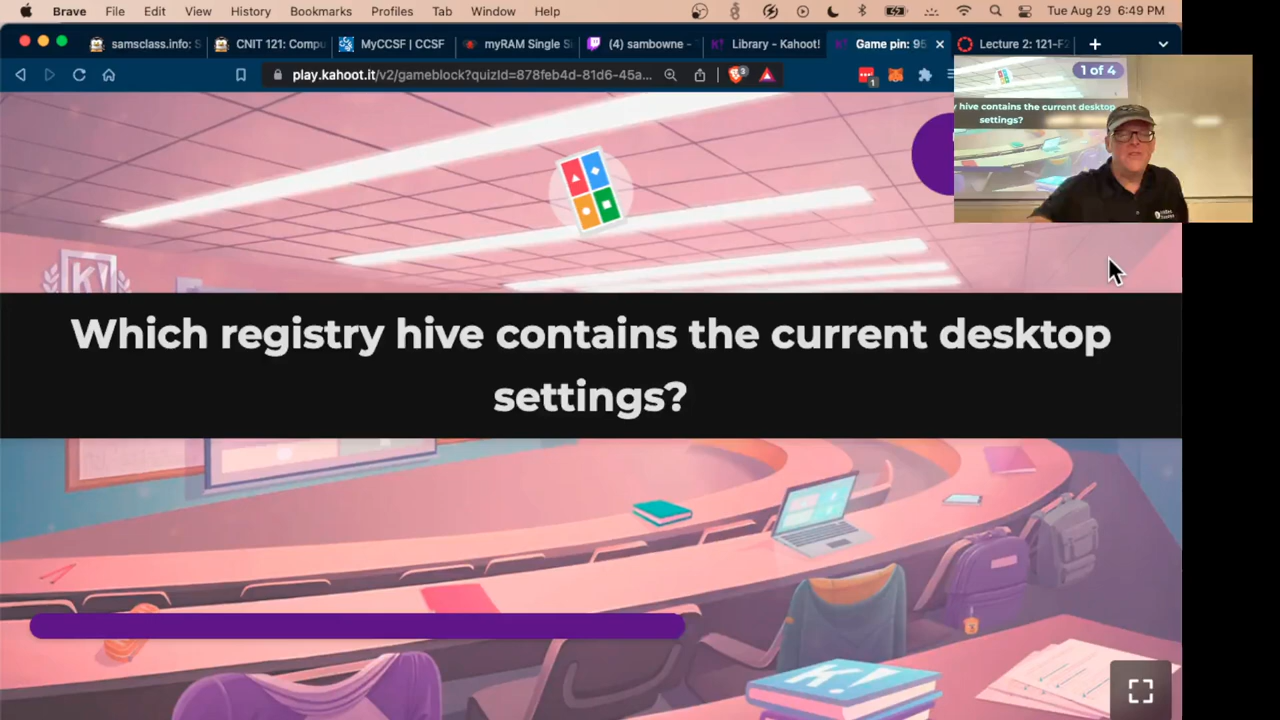 Brave File Edit View History Bookmarks Profiles Tab Window Help Tue Aug 29 6:49 PM
samsclass.info: S CNIT 121: Compu MyCCSF | CCSF myRAM Single Si (4) sambowne - Library - Kahoot! Game pin: 95 Lecture 2: 121-F2
play.kahoot.it/v2/gameblock?quizId=878feb4d-81d6-45a...
3
1
1 of 4
hive contains the current desktop
settings?
K!
Which registry hive contains the current desktop
settings?
K!